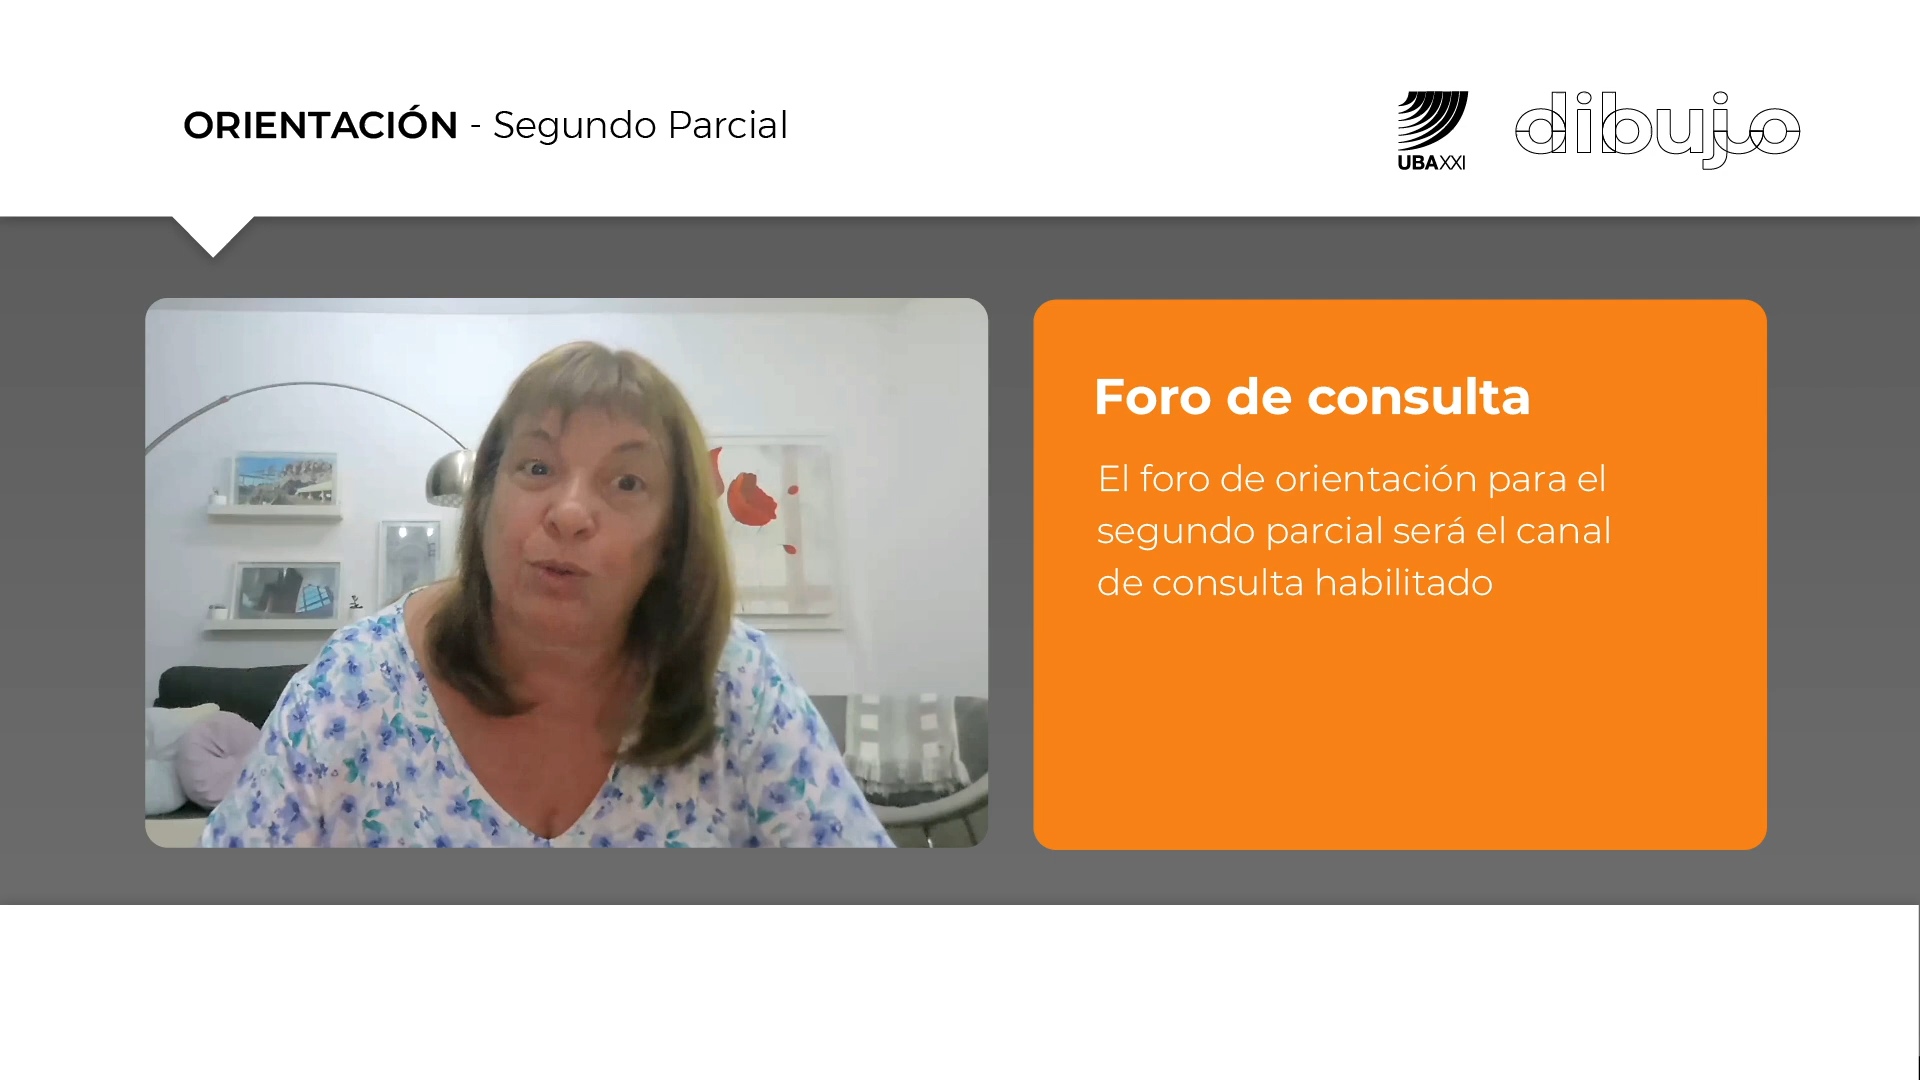 ORIENTACIÓN - Segundo Parcial
UBAXXI
dibujo
Foro de consulta
El foro de orientación para el
segundo parcial será el canal
de consulta habilitado